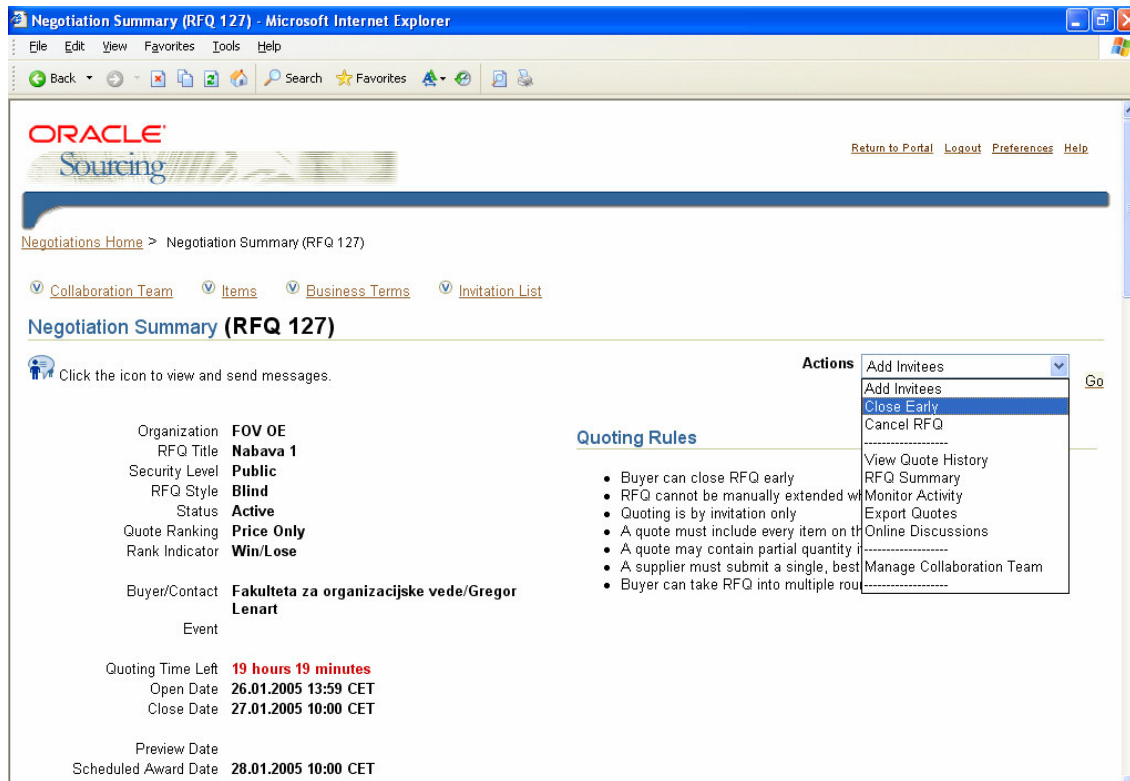 Negotiation Summary (RFQ 127) - Microsoft Internet Explorer
File Edit View Favorites Tools Help
Back Search Favorites
ORACLE
Sourcing
Return to Portal Logout Preferences Help
Negotiations Home > Negotiation Summary (RFQ 127)
Collaboration Team Items Business Terms Invitation List
Negotiation Summary (RFQ 127)
Click the icon to view and send messages.
Actions Add Invitees
Go
Add Invitees
Close Early
Cancel RFQ
-------------------
View Quote History
RFQ Summary
Monitor Activity
Export Quotes
Online Discussions
-------------------
Manage Collaboration Team
-------------------
Organization FOV OE
RFQ Title Nabava 1
Security Level Public
RFQ Style Blind
Status Active
Quote Ranking Price Only
Rank Indicator Win/Lose
Buyer/Contact Fakulteta za organizacijske vede/Gregor
Lenart
Event
Quoting Time Left 19 hours 19 minutes
Open Date 26.01.2005 13:59 CET
Close Date 27.01.2005 10:00 CET
Preview Date
Scheduled Award Date 28.01.2005 10:00 CET
Quoting Rules
Buyer can close RFQ early
RFQ cannot be manually extended
Quoting is by invitation only
A quote must include every item on
A quote may contain partial quantity
A supplier must submit a single, best
Buyer can take RFQ into multiple